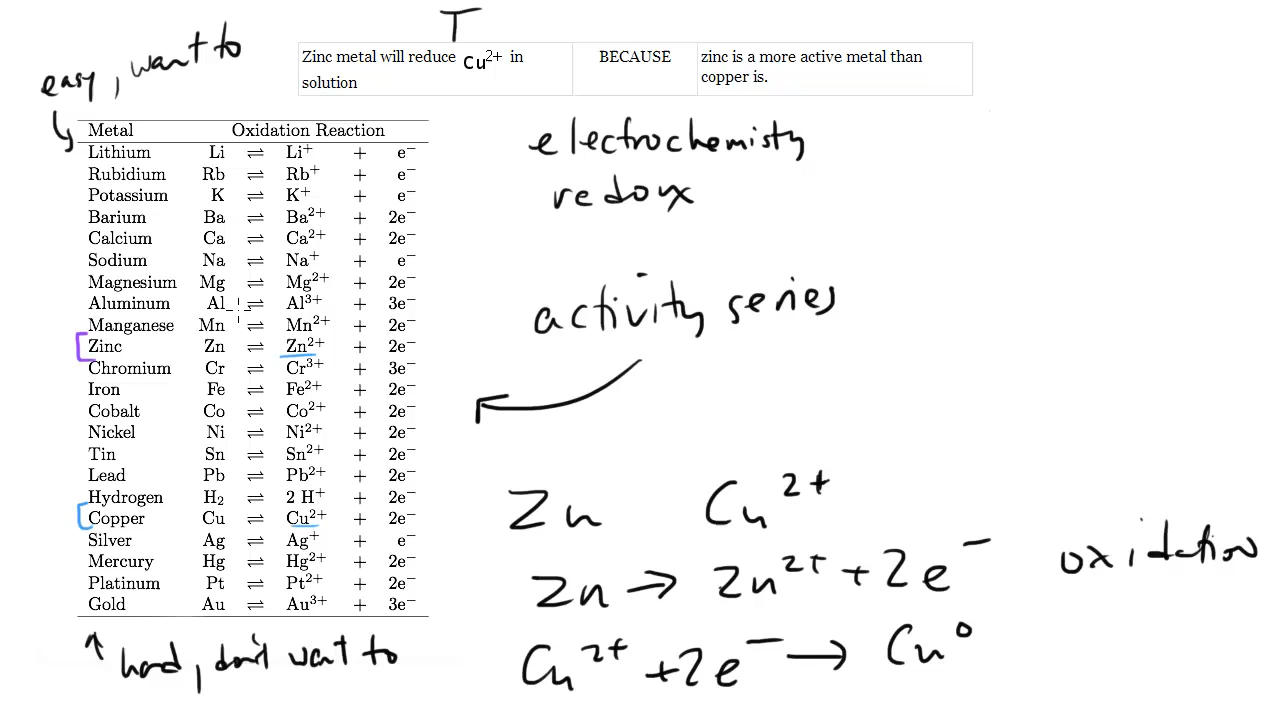 T
easy, want to
Zinc metal will reduce Cu²⁺ in solution BECAUSE zinc is a more active metal than copper is.
Metal Oxidation Reaction
Lithium Li ⇌ Li⁺ + e⁻
Rubidium Rb ⇌ Rb⁺ + e⁻
Potassium K ⇌ K⁺ + e⁻
Barium Ba ⇌ Ba²⁺ + 2e⁻
Calcium Ca ⇌ Ca²⁺ + 2e⁻
Sodium Na ⇌ Na⁺ + e⁻
Magnesium Mg ⇌ Mg²⁺ + 2e⁻
Aluminum Al ⇌ Al³⁺ + 3e⁻
Manganese Mn ⇌ Mn²⁺ + 2e⁻
Zinc Zn ⇌ Zn²⁺ + 2e⁻
Chromium Cr ⇌ Cr³⁺ + 3e⁻
Iron Fe ⇌ Fe²⁺ + 2e⁻
Cobalt Co ⇌ Co²⁺ + 2e⁻
Nickel Ni ⇌ Ni²⁺ + 2e⁻
Tin Sn ⇌ Sn²⁺ + 2e⁻
Lead Pb ⇌ Pb²⁺ + 2e⁻
Hydrogen H₂ ⇌ 2 H⁺ + 2e⁻
Copper Cu ⇌ Cu²⁺ + 2e⁻
Silver Ag ⇌ Ag⁺ + e⁻
Mercury Hg ⇌ Hg²⁺ + 2e⁻
Platinum Pt ⇌ Pt²⁺ + 2e⁻
Gold Au ⇌ Au³⁺ + 3e⁻
hard, don't want to
electrochemisty
redox
activity series
Zn Cu²⁺
Zn → Zn²⁺ + 2e⁻ oxidation
Cu²⁺ + 2e⁻ → Cu⁰